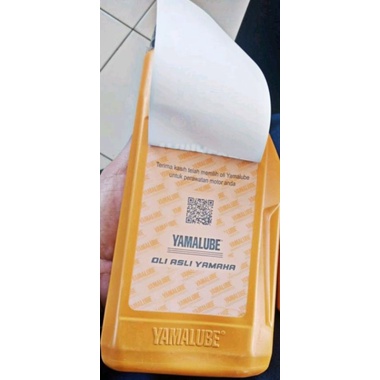 Terima kasih telah memilih oli Yamalube
untuk perawatan motor anda
YAMALUBE
OLI ASLI YAMAHA
YAMALUBE